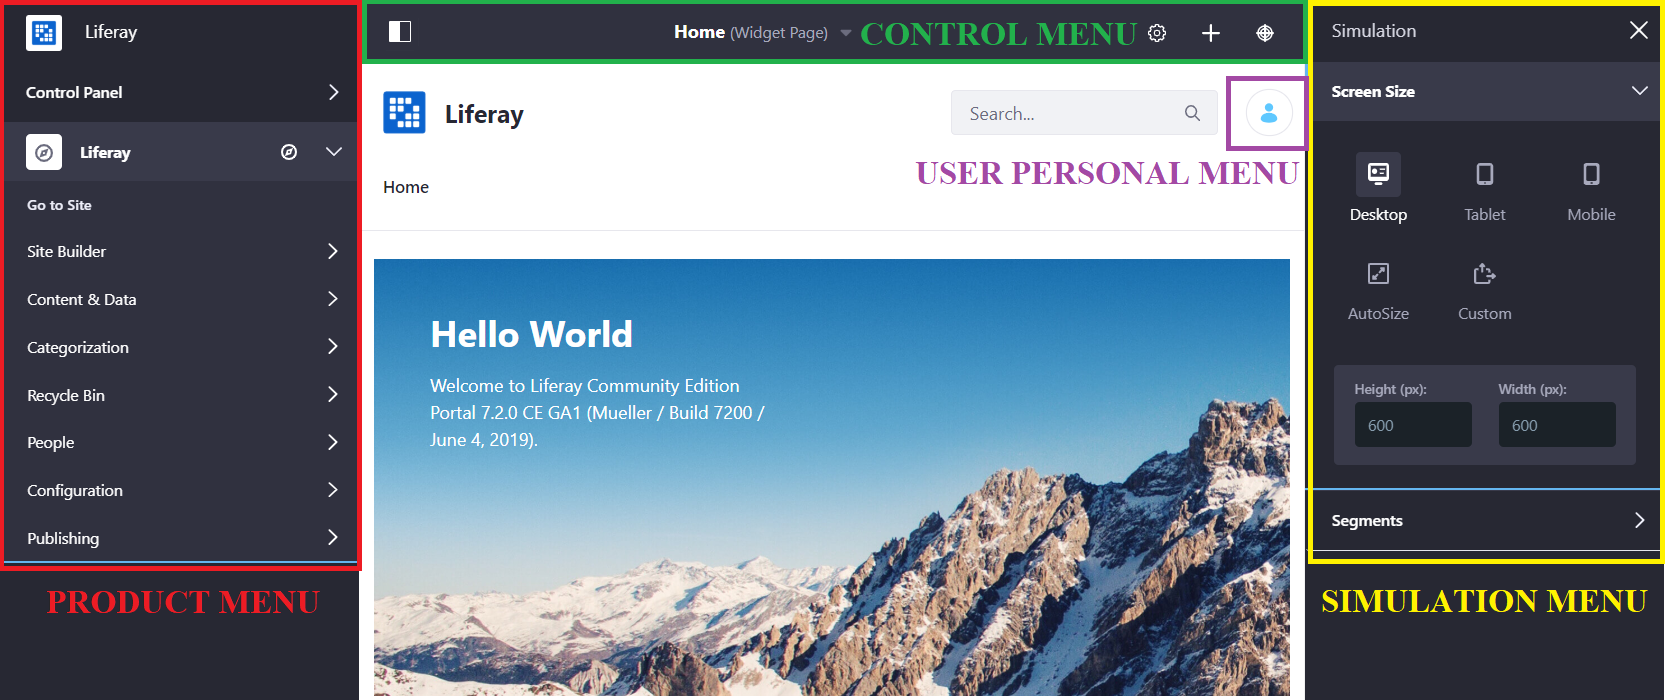 Liferay
Control Panel
Liferay
Go to Site
Site Builder
Content & Data
Categorization
Recycle Bin
People
Configuration
Publishing
PRODUCT MENU
Home (Widget Page)
CONTROL MENU
Liferay
Search...
USER PERSONAL MENU
Home
Hello World
Welcome to Liferay Community Edition
Portal 7.2.0 CE GA1 (Mueller / Build 7200 /
June 4, 2019).
Simulation
Screen Size
Desktop
Tablet
Mobile
AutoSize
Custom
Height (px):
Width (px):
600
600
Segments
SIMULATION MENU